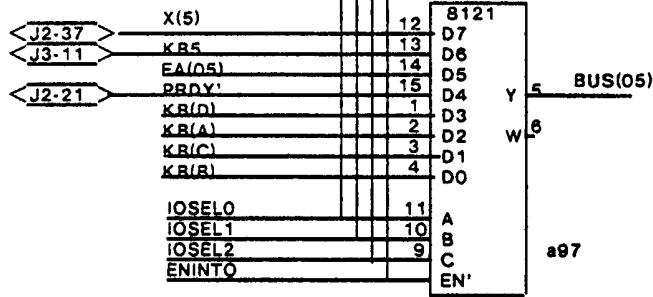 X(5) 8121
J2-37 12 D7
J3-11 KB5 13 D6
EA(05) 14 D5
J2-21 PRDY' 15 D4 Y 5 BUS(05)
KB(D) 1 D3
KB(A) 2 D2 W 6
KB(C) 3 D1
KB(B) 4 D0
IOSEL0 11 A
IOSEL1 10 B a97
IOSEL2 9 C
ENINTO EN'